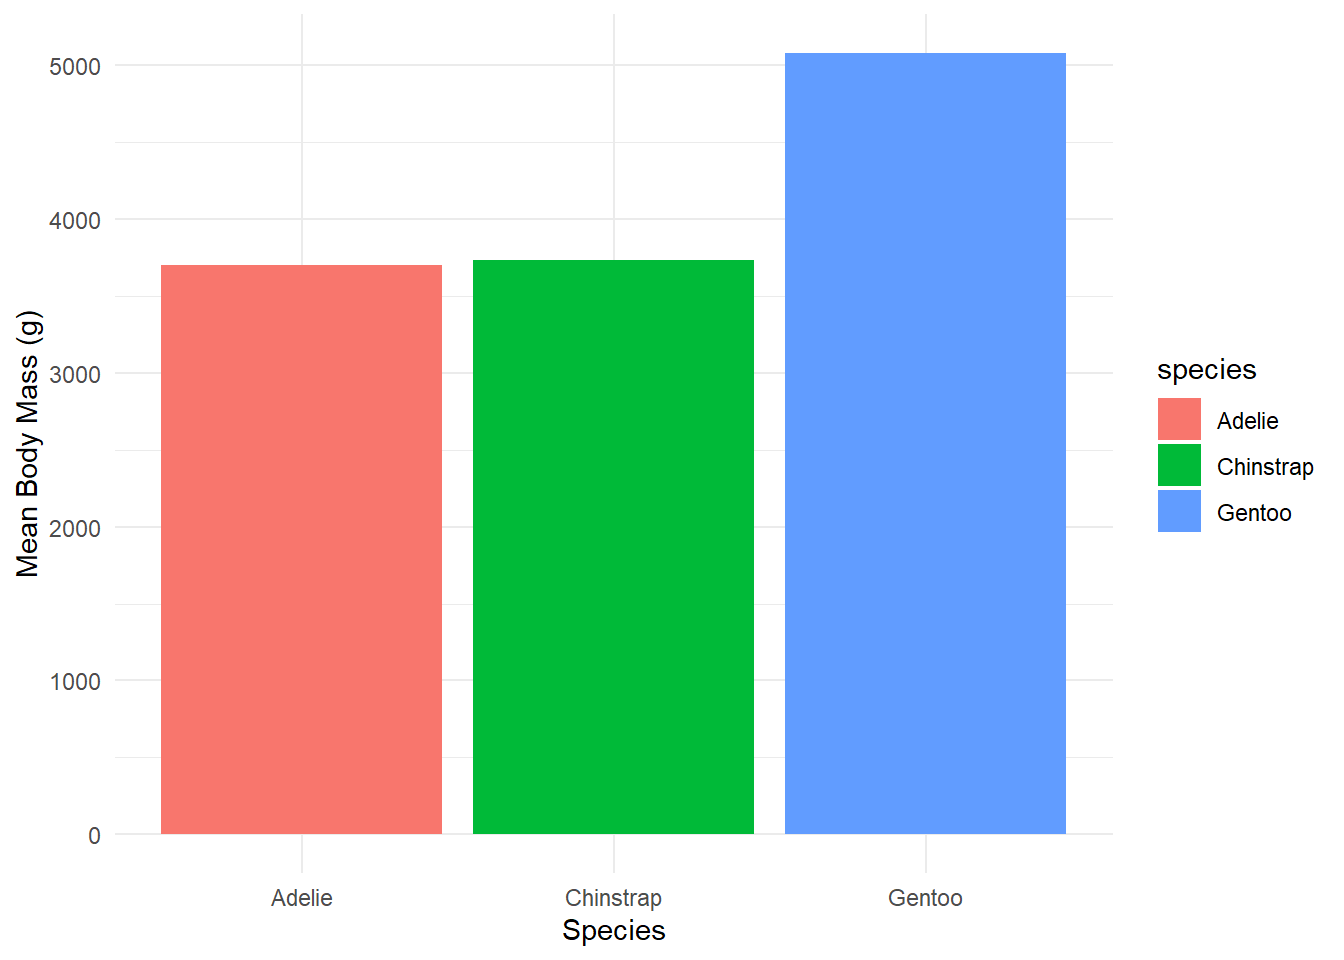 5000
4000
3000
2000
1000
0
Mean Body Mass (g)
Adelie
Chinstrap
Gentoo
Species
species
Adelie
Chinstrap
Gentoo